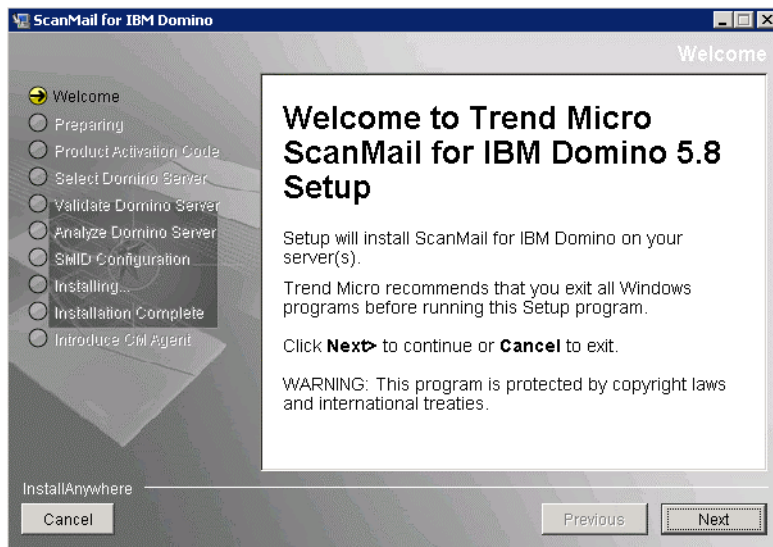 ScanMail for IBM Domino
Welcome
Welcome
Preparing
Product Activation Code
Select Domino Server
Validate Domino Server
Analyze Domino Server
SMID Configuration
Installing...
Installation Complete
Introduce CM Agent
Welcome to Trend Micro
ScanMail for IBM Domino 5.8
Setup
Setup will install ScanMail for IBM Domino on your
server(s).
Trend Micro recommends that you exit all Windows
programs before running this Setup program.
Click Next> to continue or Cancel to exit.
WARNING: This program is protected by copyright laws
and international treaties.
InstallAnywhere
Cancel
Previous
Next